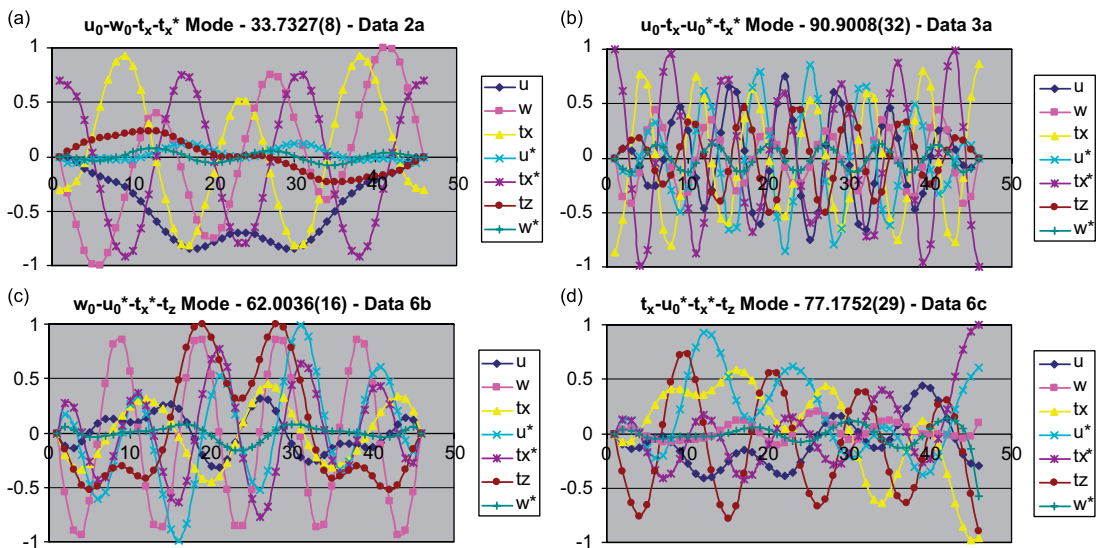 (a)
u₀-w₀-tₓ-tₓ* Mode - 33.7327(8) - Data 2a
1
0.5
0
-0.5
-1
0 10 20 30 40 50
u
w
tx
u*
tx*
tz
w*
(b)
u₀-tₓ-u₀*-tₓ* Mode - 90.9008(32) - Data 3a
1
0.5
0
-0.5
-1
0 10 20 30 40 50
u
w
tx
u*
tx*
tz
w*
(c)
w₀-u₀*-tₓ*-t_z Mode - 62.0036(16) - Data 6b
1
0.5
0
-0.5
-1
0 10 20 30 40 50
u
w
tx
u*
tx*
tz
w*
(d)
tₓ-u₀*-tₓ*-t_z Mode - 77.1752(29) - Data 6c
1
0.5
0
-0.5
-1
0 10 20 30 40 50
u
w
tx
u*
tx*
tz
w*